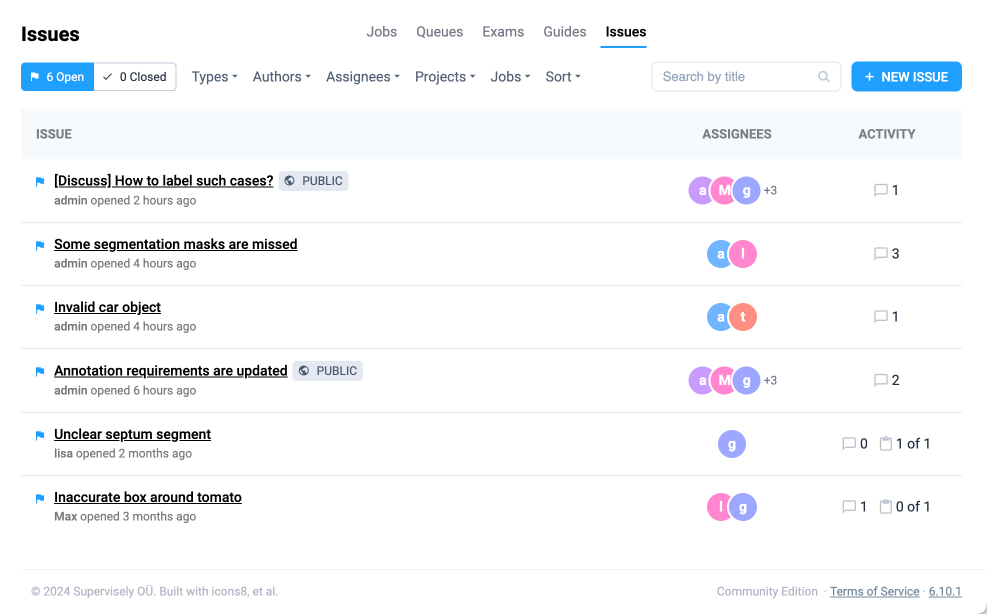 Issues
Jobs Queues Exams Guides Issues
6 Open 0 Closed Types Authors Assignees Projects Jobs Sort Search by title + NEW ISSUE
ISSUE ASSIGNEES ACTIVITY
[Discuss] How to label such cases? PUBLIC
admin opened 2 hours ago
a M g +3 1
Some segmentation masks are missed
admin opened 4 hours ago
a l 3
Invalid car object
admin opened 4 hours ago
a t 1
Annotation requirements are updated PUBLIC
admin opened 6 hours ago
a M g +3 2
Unclear septum segment
lisa opened 2 months ago
g 0 1 of 1
Inaccurate box around tomato
Max opened 3 months ago
l g 1 0 of 1
© 2024 Supervisely OÜ. Built with icons8, et al. Community Edition · Terms of Service · 6.10.1